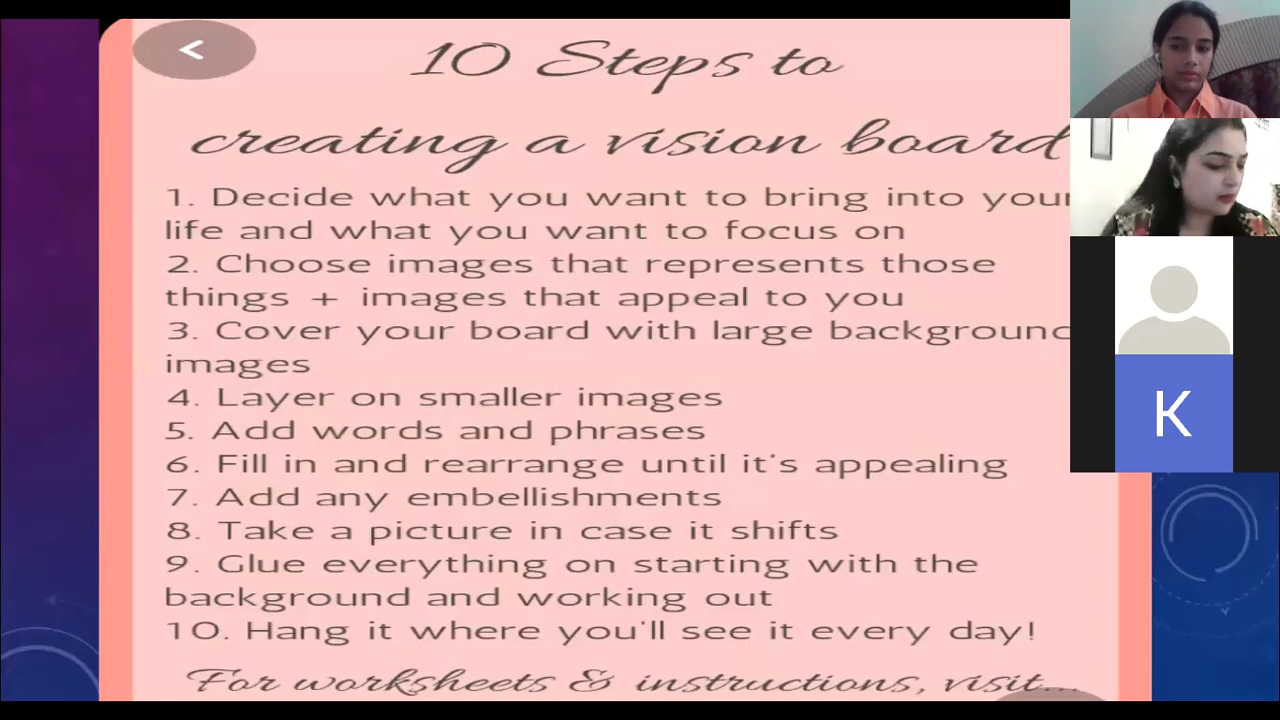 10 Steps to
creating a vision board
1. Decide what you want to bring into your
life and what you want to focus on
2. Choose images that represents those
things + images that appeal to you
3. Cover your board with large background
images
4. Layer on smaller images
5. Add words and phrases
6. Fill in and rearrange until it's appealing
7. Add any embellishments
8. Take a picture in case it shifts
9. Glue everything on starting with the
background and working out
10. Hang it where you'll see it every day!
For worksheets & instructions, visit...
K